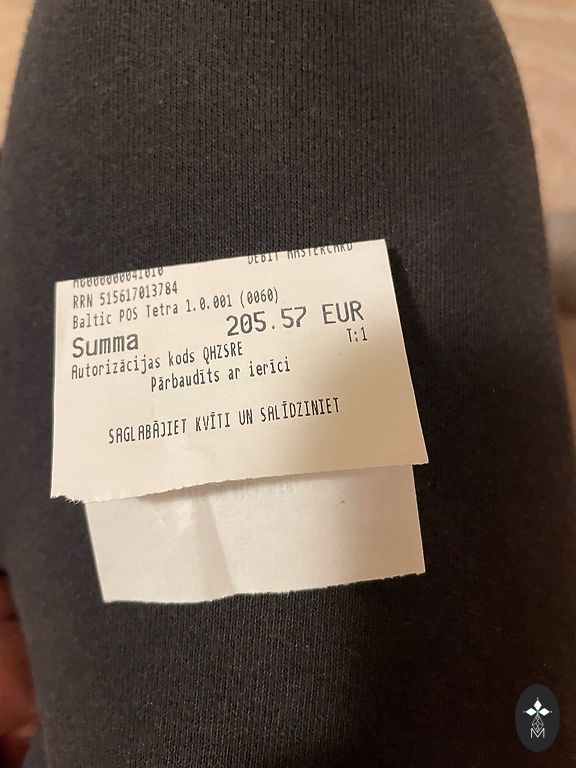 A0000000041010
DEBIT MASTERCARD
RRN 515617013784
Baltic POS Tetra 1.0.001 (0060)
Summa 205.57 EUR
T:1
Autorizācijas kods QHZSRE
Pārbaudīts ar ierīci
SAGLABĀJIET KVĪTI UN SALĪDZINIET
M